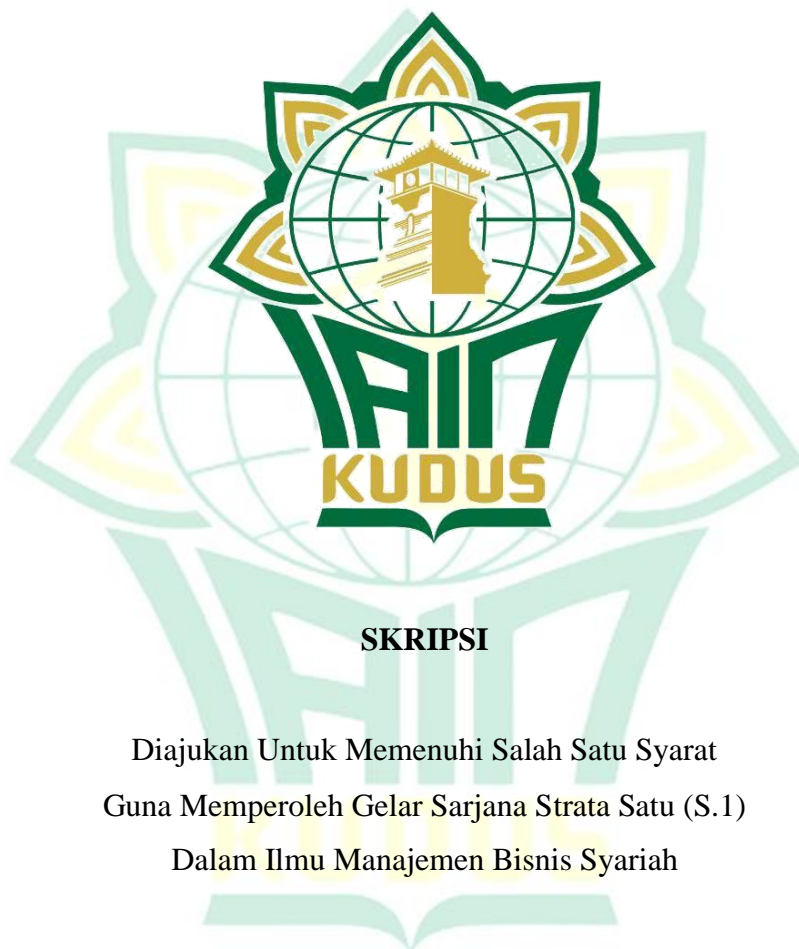 IAIN
KUDUS
SKRIPSI
Diajukan Untuk Memenuhi Salah Satu Syarat
Guna Memperoleh Gelar Sarjana Strata Satu (S.1)
Dalam Ilmu Manajemen Bisnis Syariah